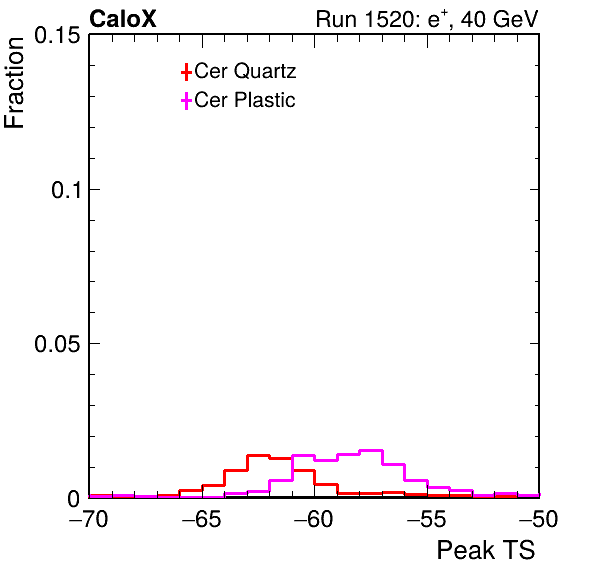 CaloX Run 1520: e⁺, 40 GeV
Fraction
0.15
Cer Quartz
Cer Plastic
0.1
0.05
0
−70 −65 −60 −55 −50
Peak TS